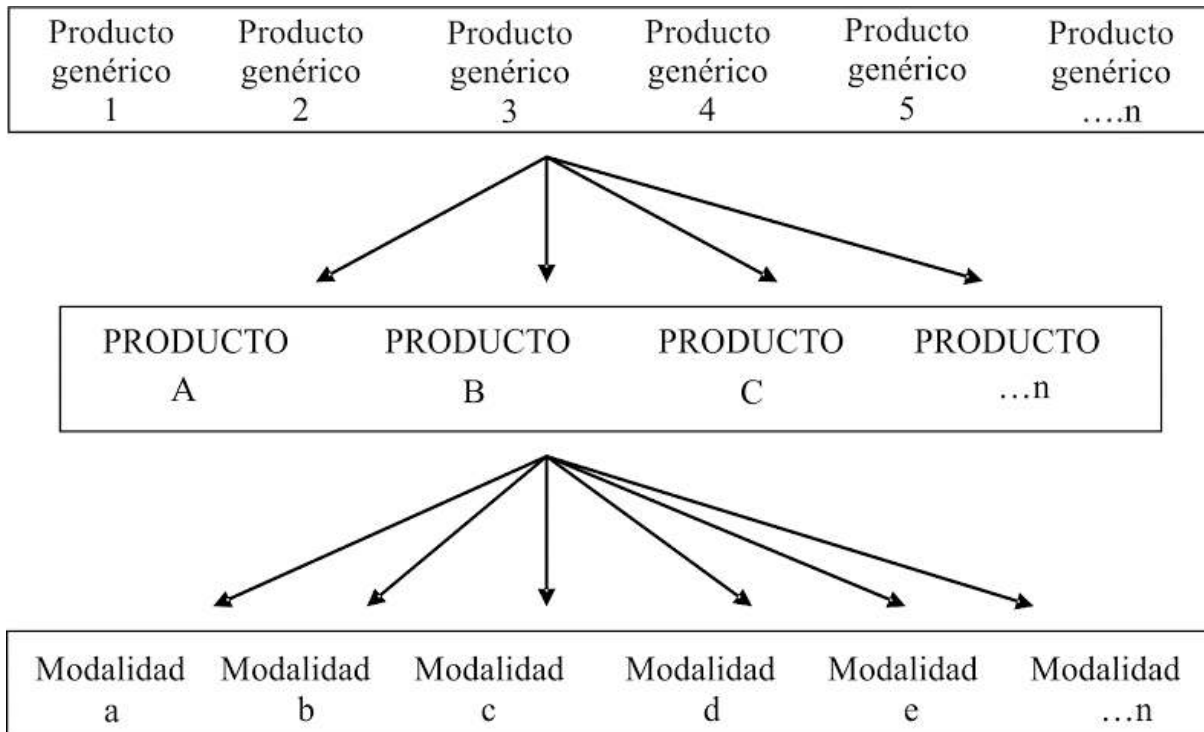 Producto Producto Producto Producto Producto Producto
genérico genérico genérico genérico genérico genérico
1 2 3 4 5 ….n
PRODUCTO PRODUCTO PRODUCTO PRODUCTO
A B C …n
Modalidad Modalidad Modalidad Modalidad Modalidad Modalidad
a b c d e …n